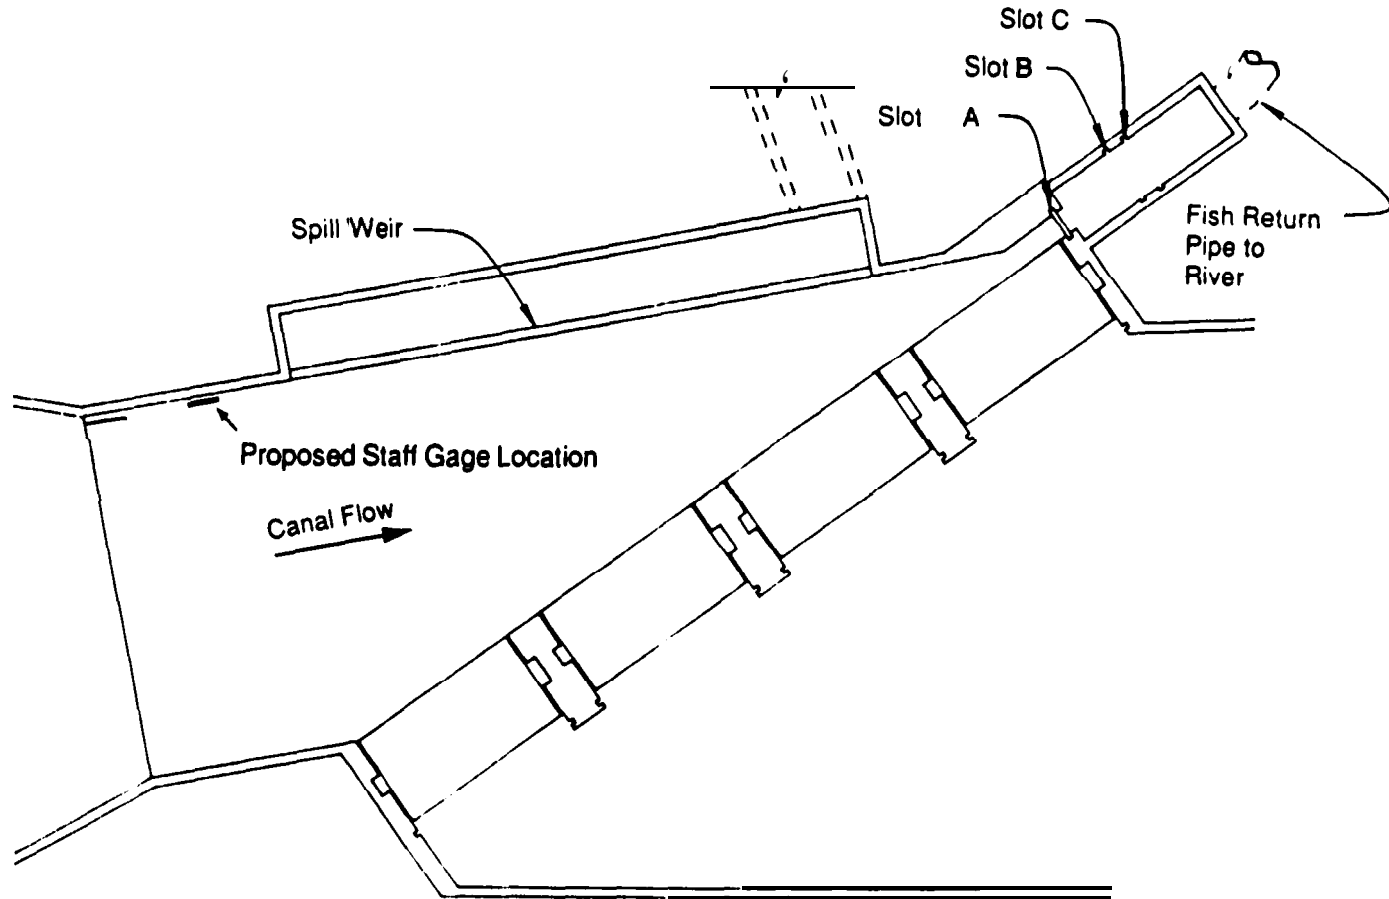 Slot C
Slot B
Slot A
Spill 'Weir
Fish Return
Pipe to
River
Proposed Staff Gage Location
Canal Flow